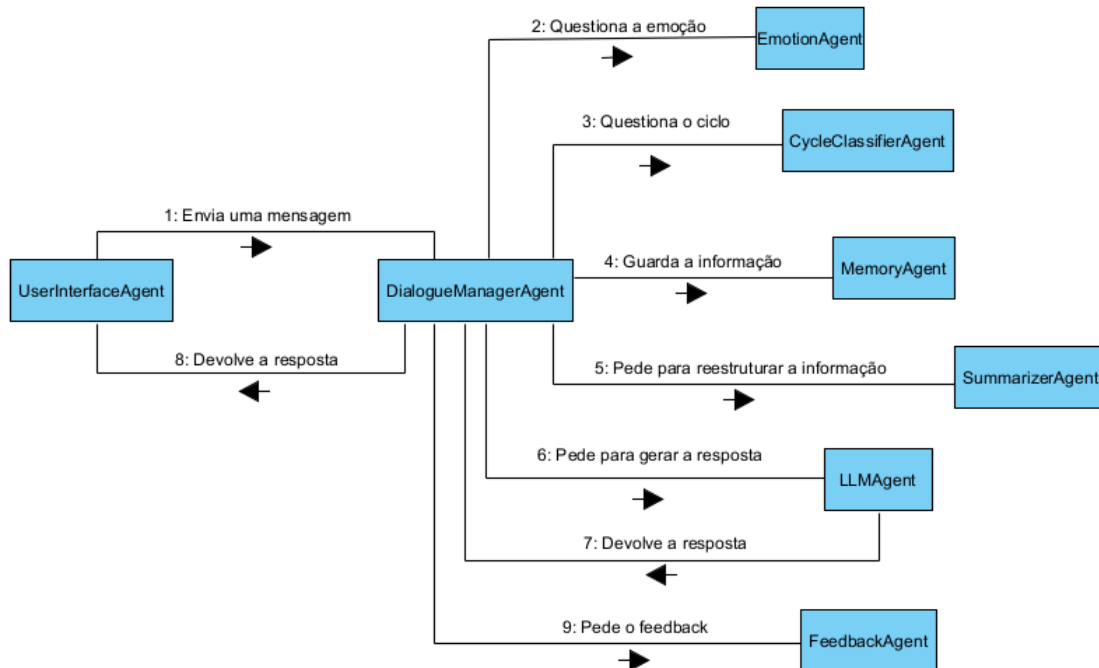 2: Questiona a emoção
EmotionAgent
3: Questiona o ciclo
CycleClassifierAgent
1: Envia uma mensagem
4: Guarda a informação
MemoryAgent
UserInterfaceAgent
DialogueManagerAgent
8: Devolve a resposta
5: Pede para reestruturar a informação
SummarizerAgent
6: Pede para gerar a resposta
LLMAgent
7: Devolve a resposta
9: Pede o feedback
FeedbackAgent